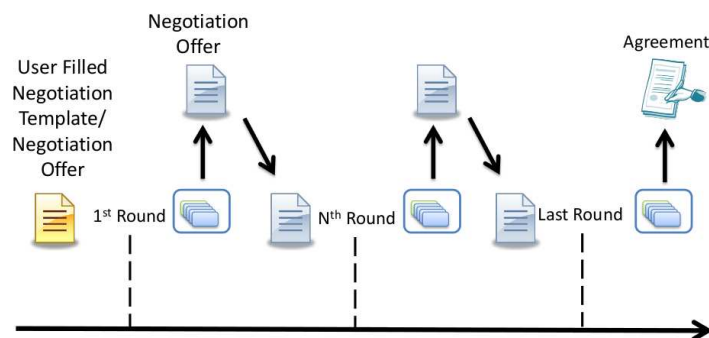 User Filled
Negotiation
Template/
Negotiation
Offer
Negotiation
Offer
Agreement
1st Round
Nth Round
Last Round